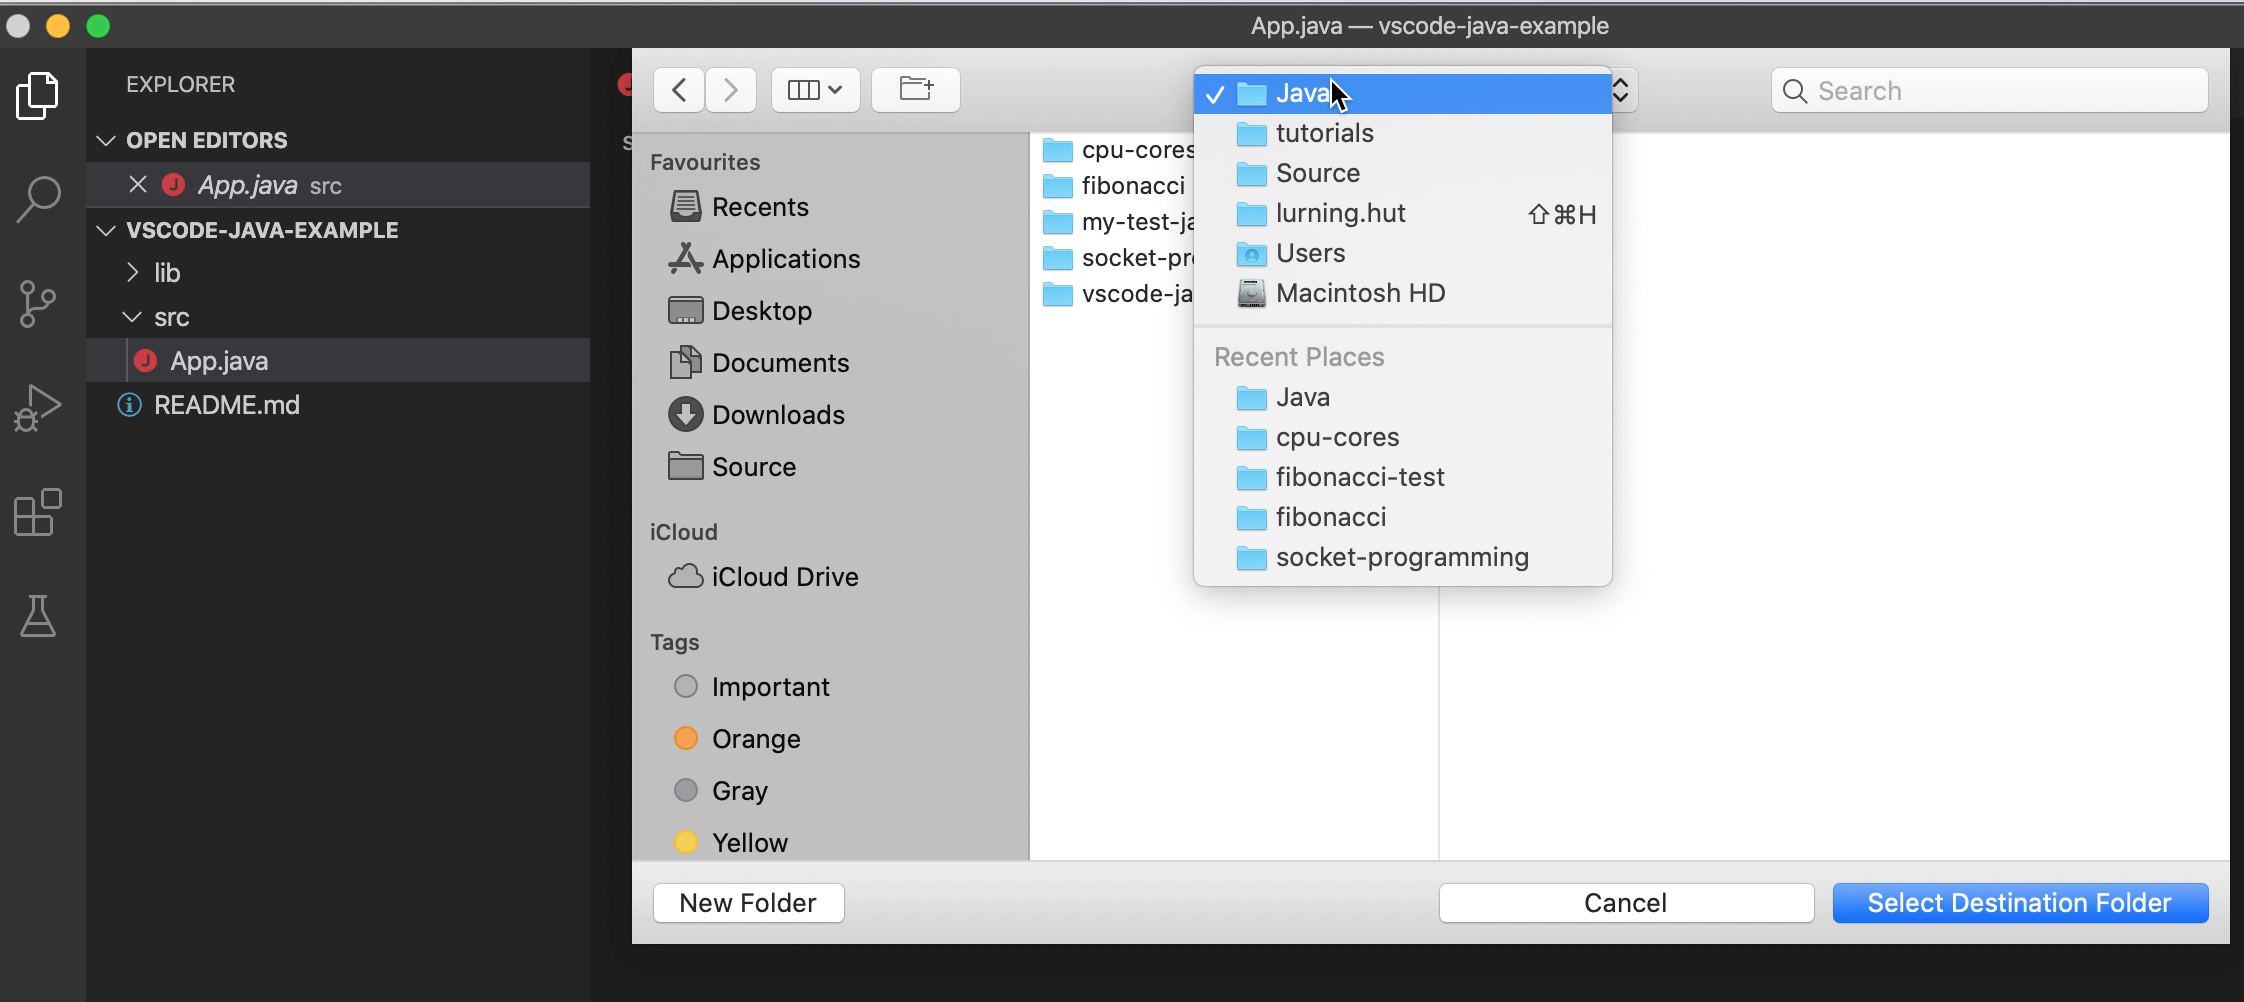 App.java — vscode-java-example
EXPLORER
OPEN EDITORS
App.java src
VSCODE-JAVA-EXAMPLE
lib
src
App.java
README.md
Search
Favourites
Recents
Applications
Desktop
Documents
Downloads
Source
iCloud
iCloud Drive
Tags
Important
Orange
Gray
Yellow
cpu-cores
fibonacci
my-test-ja
socket-pr
vscode-ja
Java
tutorials
Source
lurning.hut ⇧⌘H
Users
Macintosh HD
Recent Places
Java
cpu-cores
fibonacci-test
fibonacci
socket-programming
New Folder
Cancel
Select Destination Folder